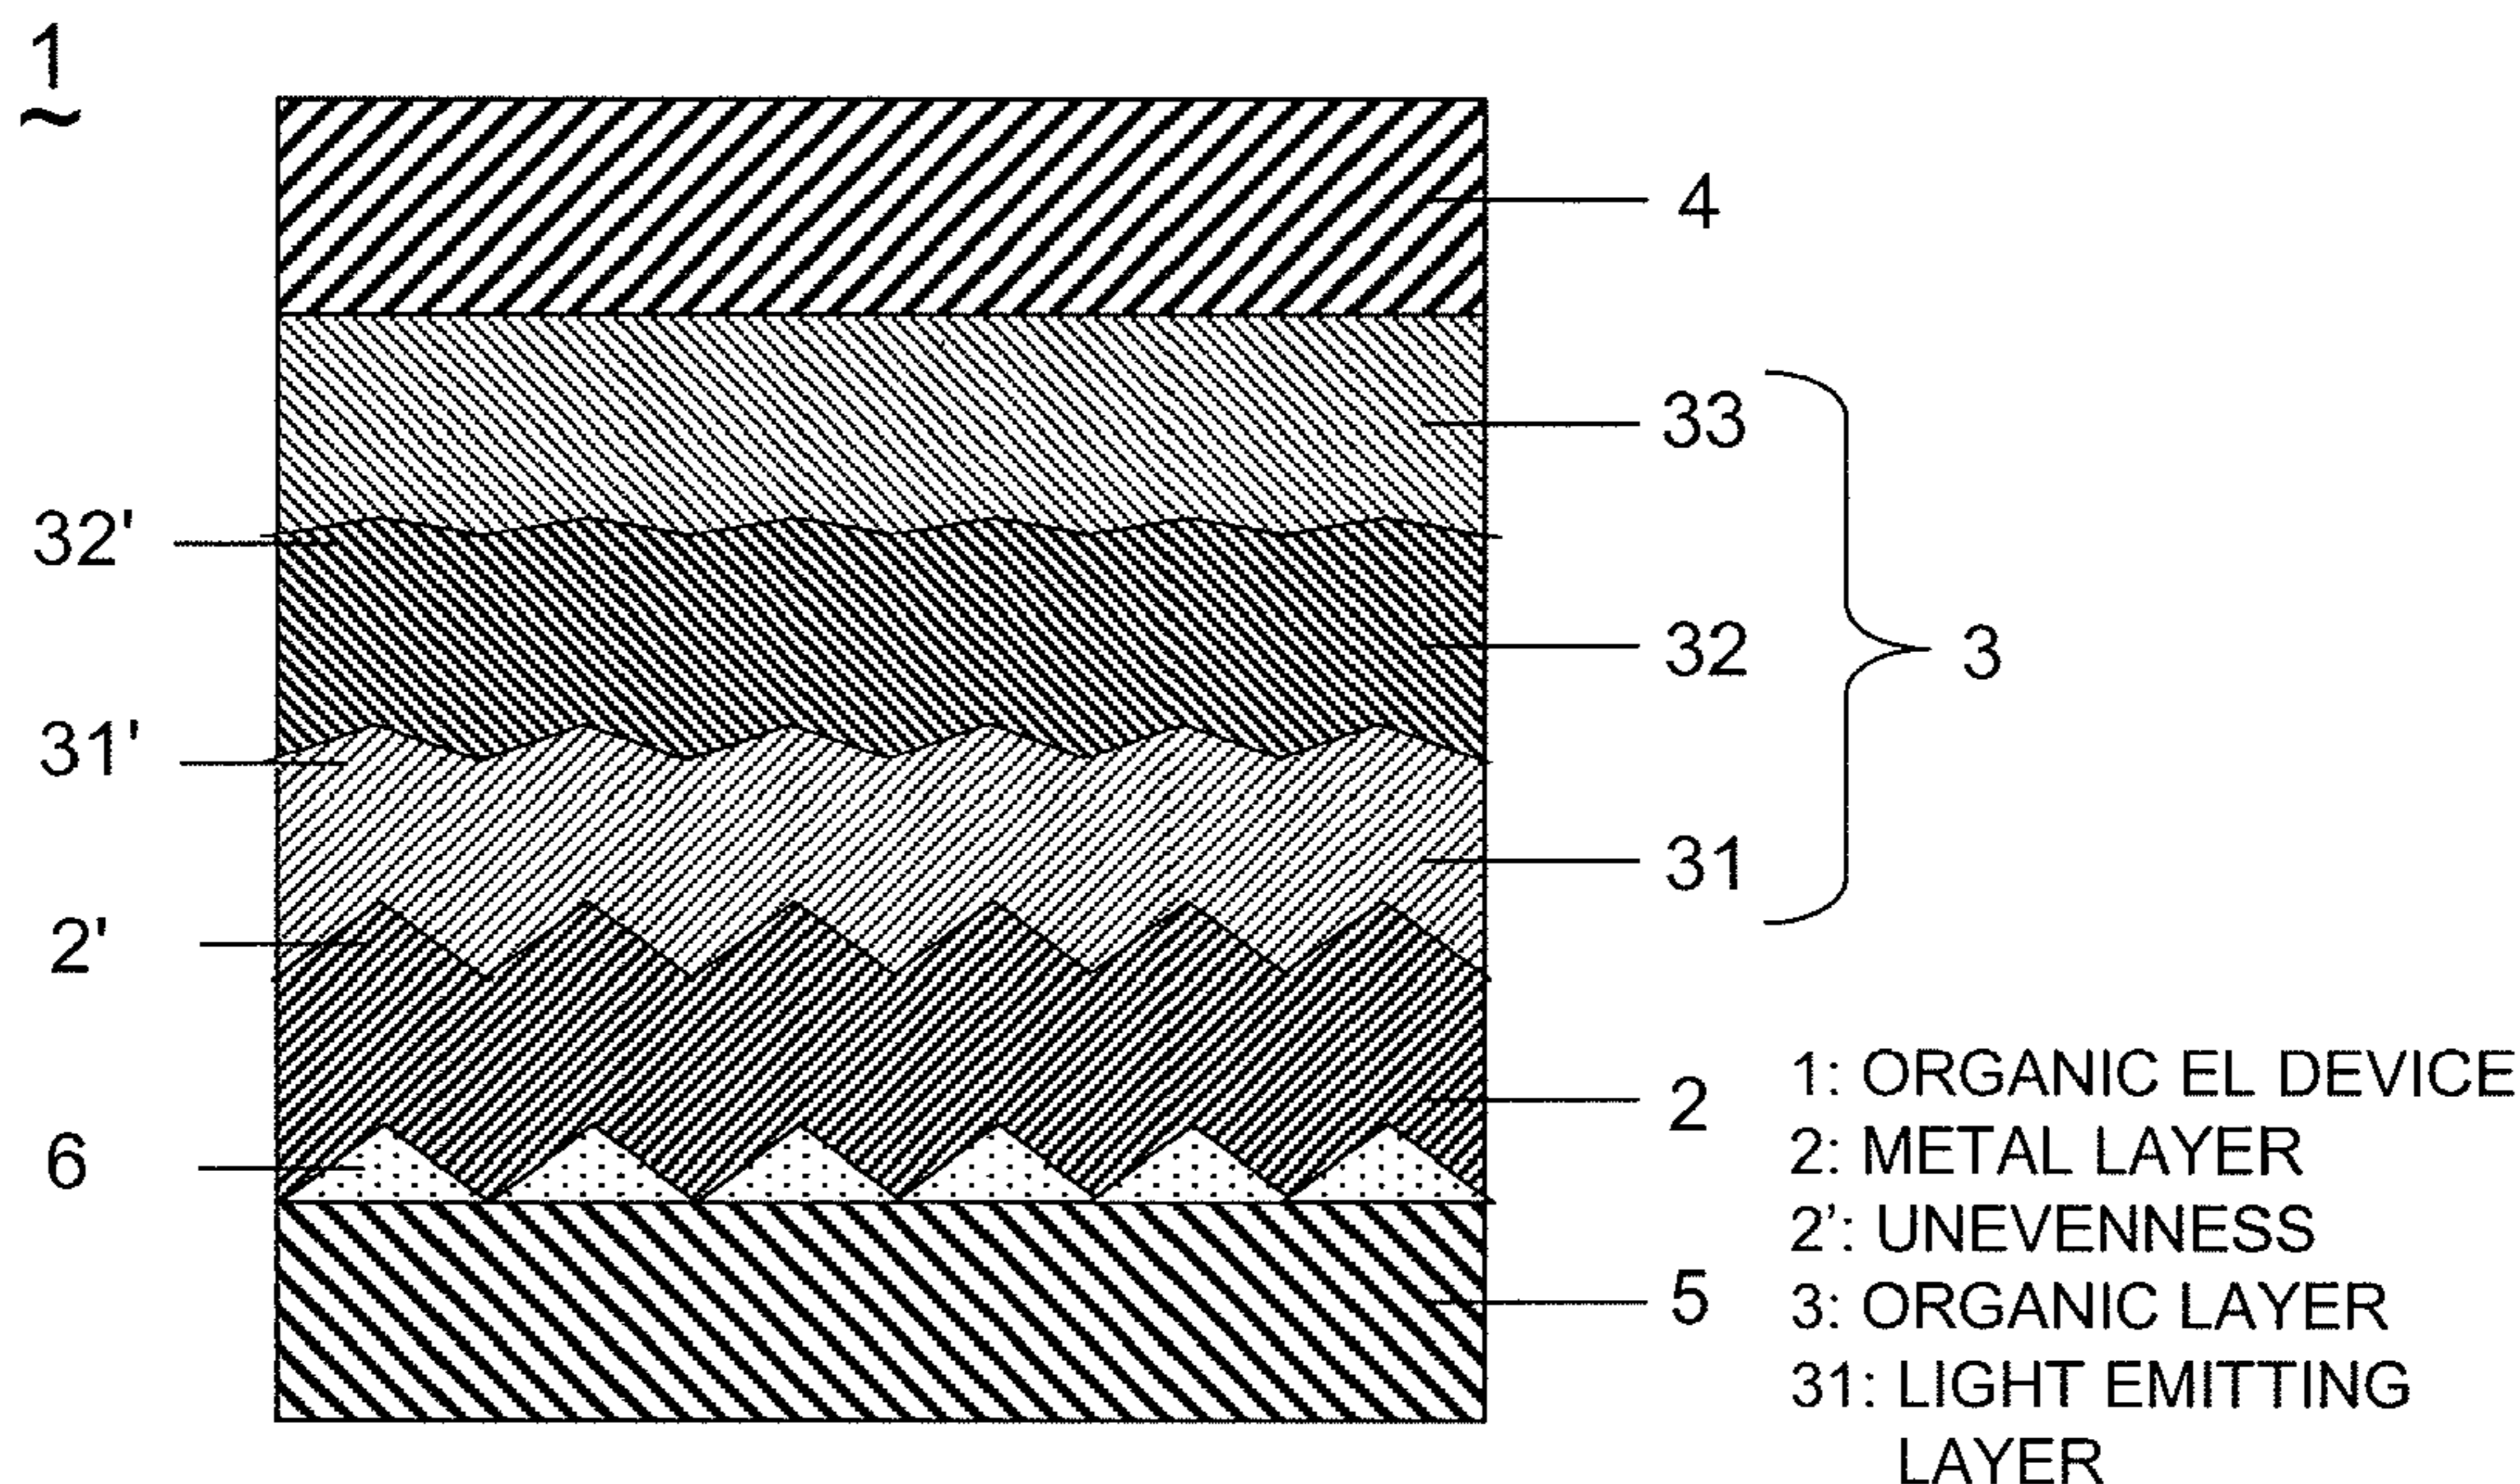 1
~
4
33
32'
32
3
31'
31
2'
2
6
5
1: ORGANIC EL DEVICE
2: METAL LAYER
2’: UNEVENNESS
3: ORGANIC LAYER
31: LIGHT EMITTING
LAYER